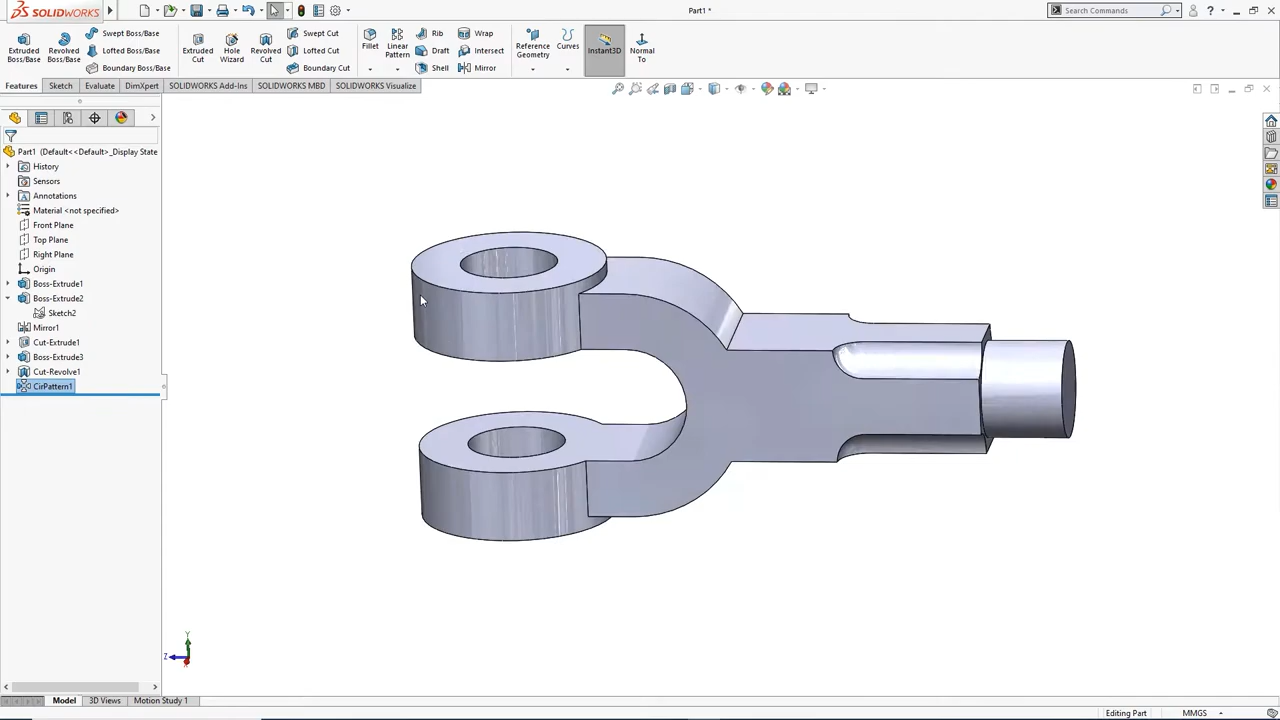 SOLIDWORKS
Part1 *
Search Commands
Extruded Boss/Base
Revolved Boss/Base
Swept Boss/Base
Lofted Boss/Base
Boundary Boss/Base
Extruded Cut
Hole Wizard
Revolved Cut
Swept Cut
Lofted Cut
Boundary Cut
Fillet
Linear Pattern
Rib
Draft
Shell
Wrap
Intersect
Mirror
Reference Geometry
Curves
Instant3D
Normal To
Features
Sketch
Evaluate
DimXpert
SOLIDWORKS Add-Ins
SOLIDWORKS MBD
SOLIDWORKS Visualize
Part1 (Default<<Default>_Display State
History
Sensors
Annotations
Material <not specified>
Front Plane
Top Plane
Right Plane
Origin
Boss-Extrude1
Boss-Extrude2
Sketch2
Mirror1
Cut-Extrude1
Boss-Extrude3
Cut-Revolve1
CirPattern1
Y
Z
Model
3D Views
Motion Study 1
Editing Part
MMGS